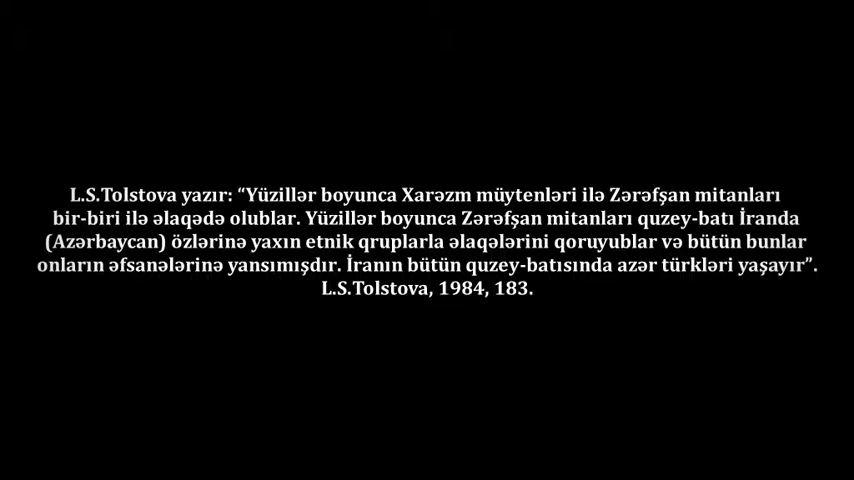 L.S.Tolstova yazır: “Yüzillər boyunca Xarəzm müytenləri ilə Zərəfşan mitanları
bir-biri ilə əlaqədə olublar. Yüzillər boyunca Zərəfşan mitanları quzey-batı İranda
(Azərbaycan) özlərinə yaxın etnik qruplarla əlaqələrini qoruyublar və bütün bunlar
onların əfsanələrinə yansımışdır. İranın bütün quzey-batısında azər türkləri yaşayır”.
L.S.Tolstova, 1984, 183.